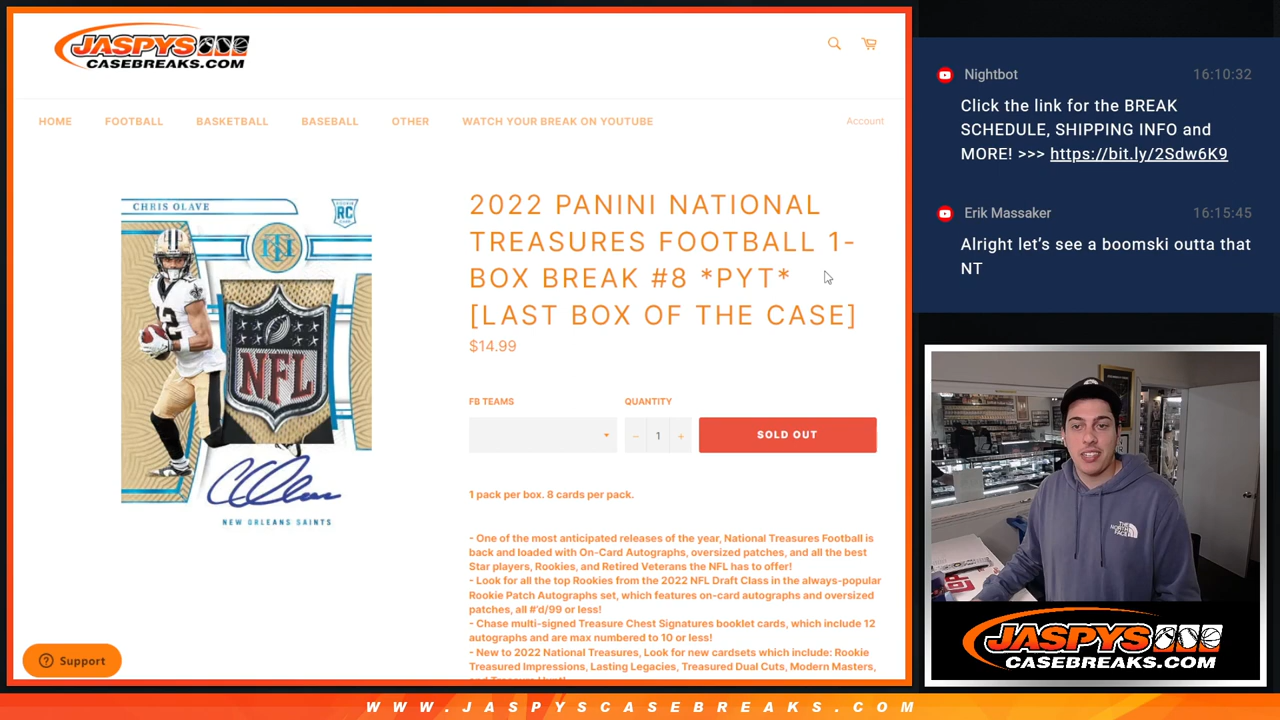 JASPYS
CASEBREAKS.COM
HOME FOOTBALL BASKETBALL BASEBALL OTHER WATCH YOUR BREAK ON YOUTUBE Account
CHRIS OLAVE
RC
NT
NFL
NEW ORLEANS SAINTS
2022 PANINI NATIONAL
TREASURES FOOTBALL 1-
BOX BREAK #8 *PYT*
[LAST BOX OF THE CASE]
$14.99
FB TEAMS QUANTITY
− 1 + SOLD OUT
1 pack per box. 8 cards per pack.
- One of the most anticipated releases of the year, National Treasures Football is
back and loaded with On-Card Autographs, oversized patches, and all the best
Star players, Rookies, and Retired Veterans the NFL has to offer!
- Look for all the top Rookies from the 2022 NFL Draft Class in the always-popular
Rookie Patch Autographs set, which features on-card autographs and oversized
patches, all #'d/99 or less!
- Chase multi-signed Treasure Chest Signatures booklet cards, which include 12
autographs and are max numbered to 10 or less!
- New to 2022 National Treasures, Look for new cardsets which include: Rookie
Treasured Impressions, Lasting Legacies, Treasured Dual Cuts, Modern Masters,
and Treasure Hunt!
Support
Nightbot 16:10:32
Click the link for the BREAK
SCHEDULE, SHIPPING INFO and
MORE! >>> https://bit.ly/2Sdw6K9
Erik Massaker 16:15:45
Alright let's see a boomski outta that
NT
THE
NORTH
FACE
JASPYS
CASEBREAKS.COM
WWW.JASPYSCASEBREAKS.COM